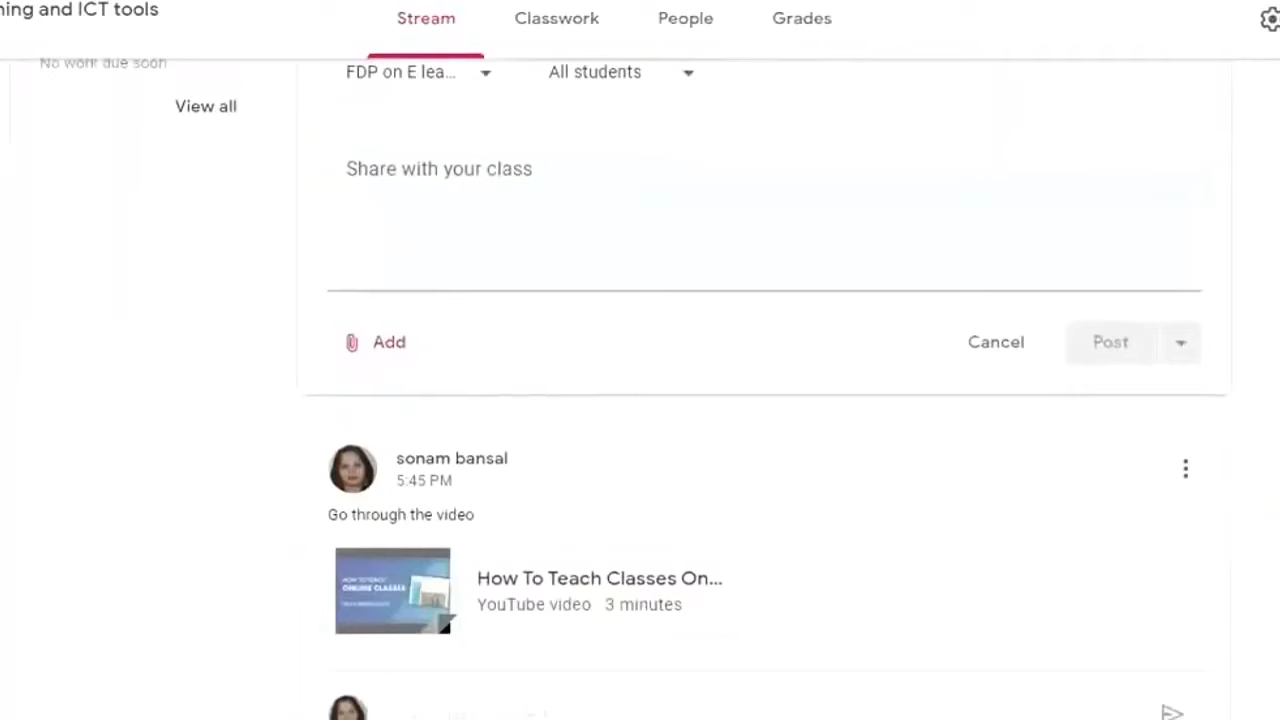 ning and ICT tools
Stream Classwork People Grades
No work due soon
View all
FDP on E lea... All students
Share with your class
Add
Cancel Post
sonam bansal
5:45 PM
Go through the video
ONLINE CLASSES
How To Teach Classes On...
YouTube video 3 minutes